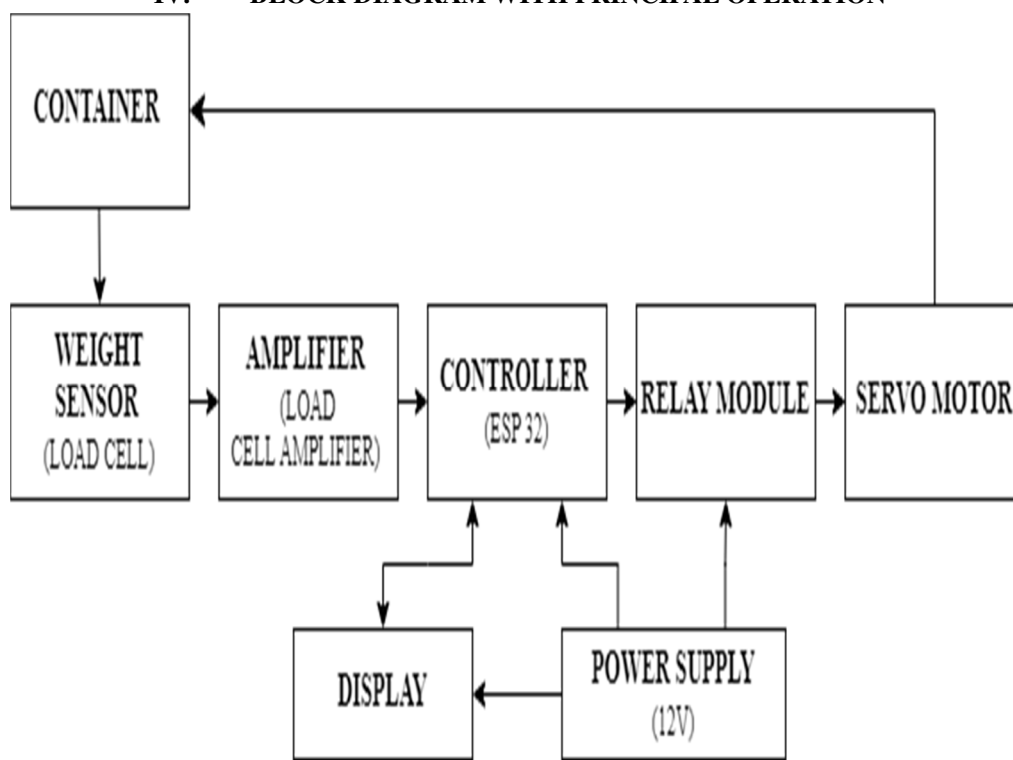 IV. BLOCK DIAGRAM WITH PRINCIPAL OPERATION
CONTAINER
WEIGHT
SENSOR
(LOAD CELL)
AMPLIFIER
(LOAD
CELL AMPLIFIER)
CONTROLLER
(ESP 32)
RELAY MODULE
SERVO MOTOR
DISPLAY
POWER SUPPLY
(12V)